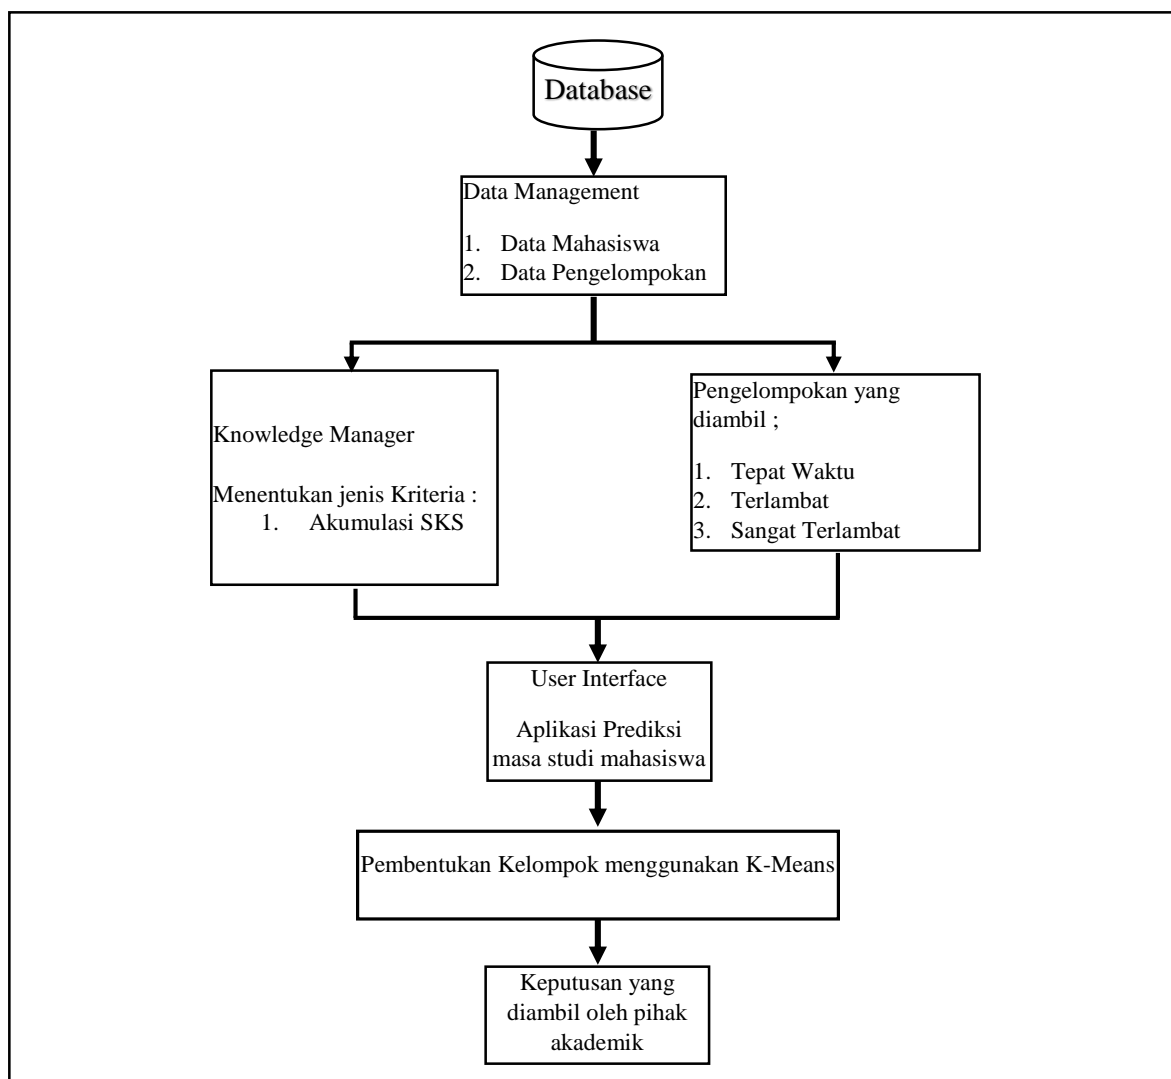 Database
Data Management
1. Data Mahasiswa
2. Data Pengelompokan
Knowledge Manager
Menentukan jenis Kriteria :
1. Akumulasi SKS
Pengelompokan yang
diambil ;
1. Tepat Waktu
2. Terlambat
3. Sangat Terlambat
User Interface
Aplikasi Prediksi
masa studi mahasiswa
Pembentukan Kelompok menggunakan K-Means
Keputusan yang
diambil oleh pihak
akademik